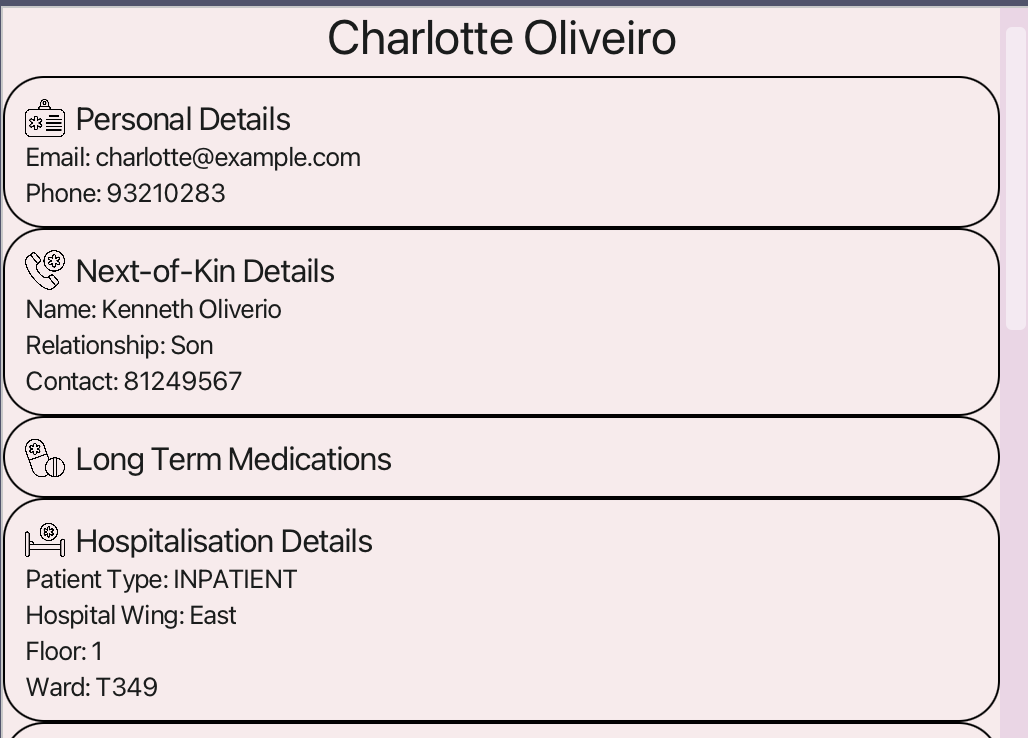 Charlotte Oliveiro
Personal Details
Email: charlotte@example.com
Phone: 93210283
Next-of-Kin Details
Name: Kenneth Oliverio
Relationship: Son
Contact: 81249567
Long Term Medications
Hospitalisation Details
Patient Type: INPATIENT
Hospital Wing: East
Floor: 1
Ward: T349